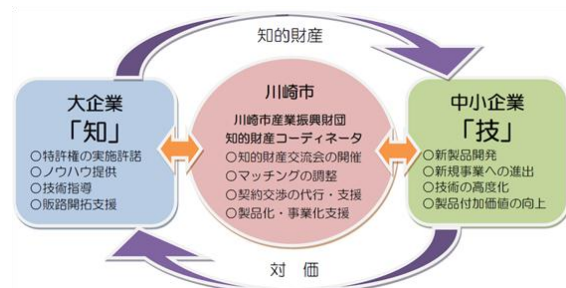 知的財産
大企業
「知」
○特許権の実施許諾
○ノウハウ提供
○技術指導
○販路開拓支援
川崎市
川崎市産業振興財団
知的財産コーディネータ
○知的財産交流会の開催
○マッチングの調整
○契約交渉の代行・支援
○製品化・事業化支援
中小企業
「技」
○新製品開発
○新規事業への進出
○技術の高度化
○製品付加価値の向上
対 価